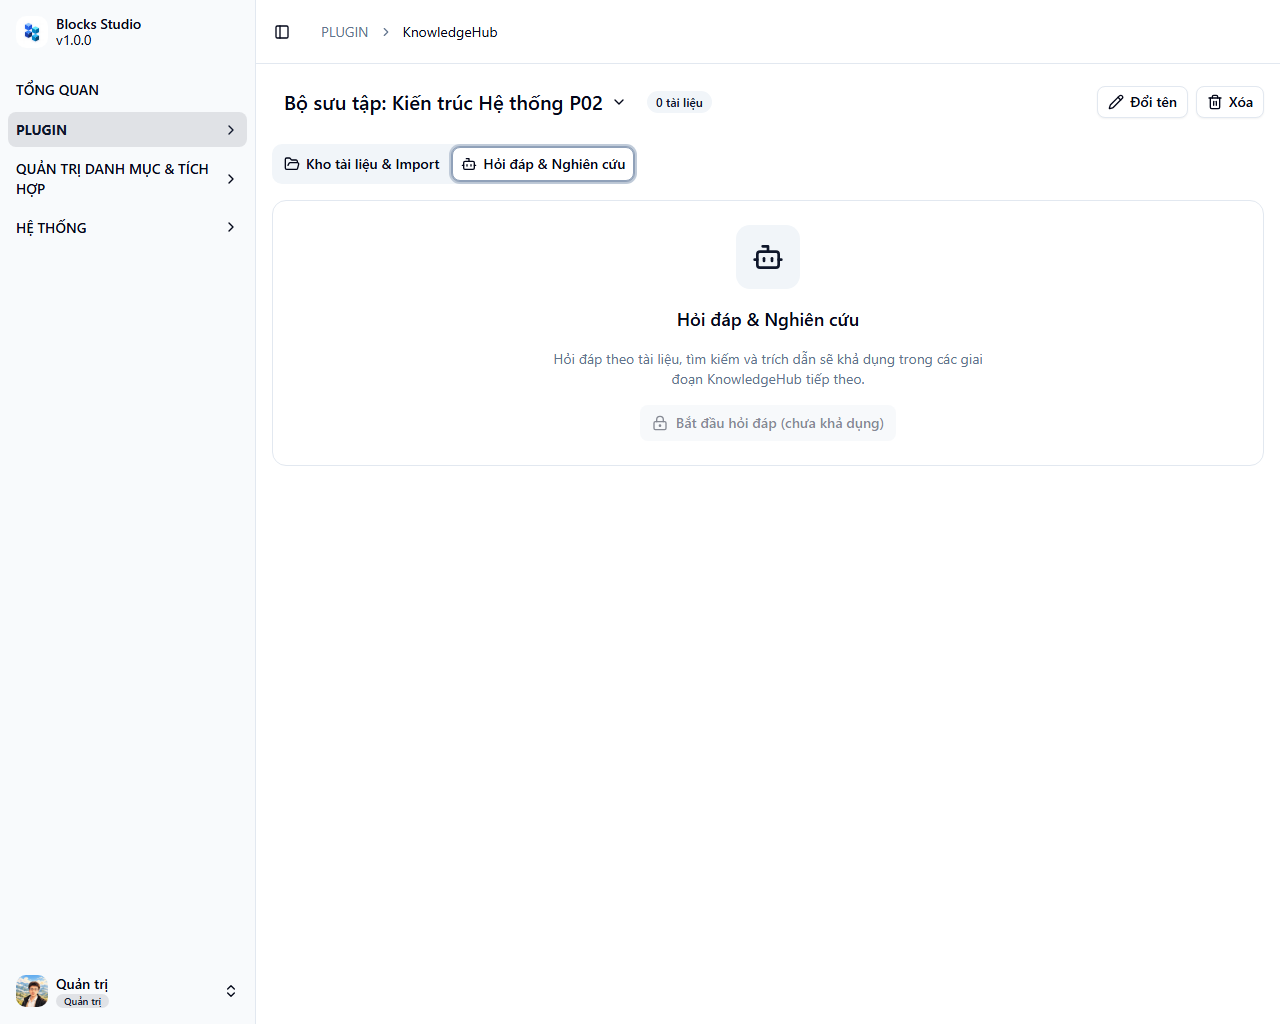 Blocks Studio
v1.0.0
TỔNG QUAN
PLUGIN
QUẢN TRỊ DANH MỤC & TÍCH
HỢP
HỆ THỐNG
Quản trị
Quản trị
PLUGIN
KnowledgeHub
Bộ sưu tập: Kiến trúc Hệ thống P02
0 tài liệu
Đổi tên
Xóa
Kho tài liệu & Import
Hỏi đáp & Nghiên cứu
Hỏi đáp & Nghiên cứu
Hỏi đáp theo tài liệu, tìm kiếm và trích dẫn sẽ khả dụng trong các giai
đoạn KnowledgeHub tiếp theo.
Bắt đầu hỏi đáp (chưa khả dụng)